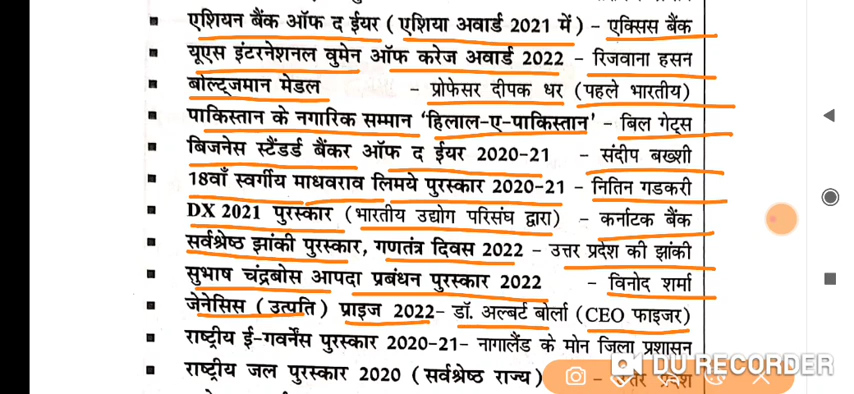 एशियन बैंक ऑफ द ईयर (एशिया अवार्ड 2021 में) - एक्सिस बैंक
यूएस इंटरनेशनल वुमेन ऑफ करेज अवार्ड 2022 - रिजवाना हसन
बोल्ट्जमान मेडल - प्रोफेसर दीपक धर (पहले भारतीय)
पाकिस्तान के नागरिक सम्मान 'हिलाल-ए-पाकिस्तान' - बिल गेट्स
बिजनेस स्टैंडर्ड बैंकर ऑफ द ईयर 2020-21 - संदीप बख्शी
18वाँ स्वर्गीय माधवराव लिमये पुरस्कार 2020-21 - नितिन गडकरी
DX 2021 पुरस्कार (भारतीय उद्योग परिसंघ द्वारा) - कर्नाटक बैंक
सर्वश्रेष्ठ झांकी पुरस्कार, गणतंत्र दिवस 2022 - उत्तर प्रदेश की झांकी
सुभाष चंद्रबोस आपदा प्रबंधन पुरस्कार 2022 - विनोद शर्मा
जेनेसिस (उत्पति) प्राइज 2022- डॉ. अल्बर्ट बोर्ला (CEO फाइजर)
राष्ट्रीय ई-गवर्नेंस पुरस्कार 2020-21- नागालैंड के मोन जिला प्रशासन
राष्ट्रीय जल पुरस्कार 2020 (सर्वश्रेष्ठ राज्य) - उत्तर प्रदेश
DU RECORDER